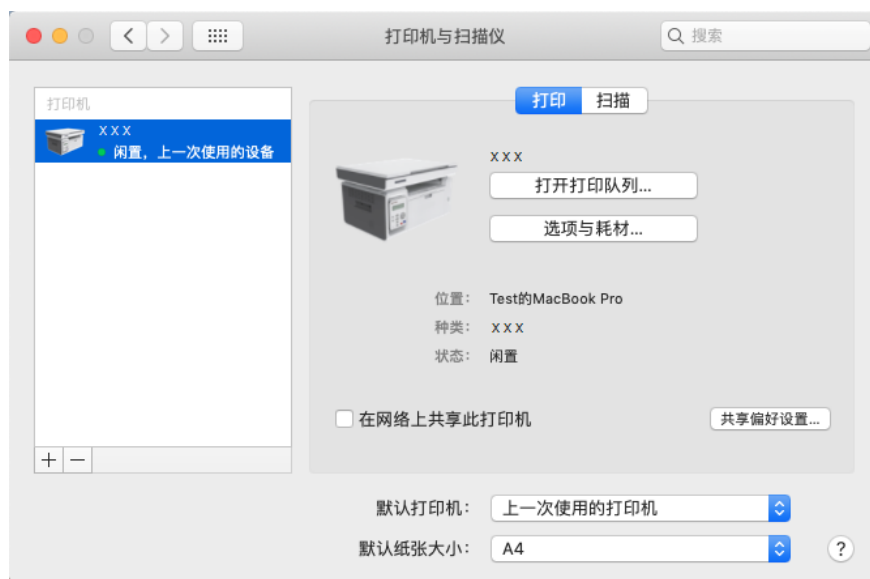 打印机与扫描仪
搜索
打印机
xxx
闲置，上一次使用的设备
打印 扫描
xxx
打开打印队列...
选项与耗材...
位置： Test的MacBook Pro
种类： xxx
状态： 闲置
在网络上共享此打印机
共享偏好设置...
+ −
默认打印机： 上一次使用的打印机
默认纸张大小： A4
?